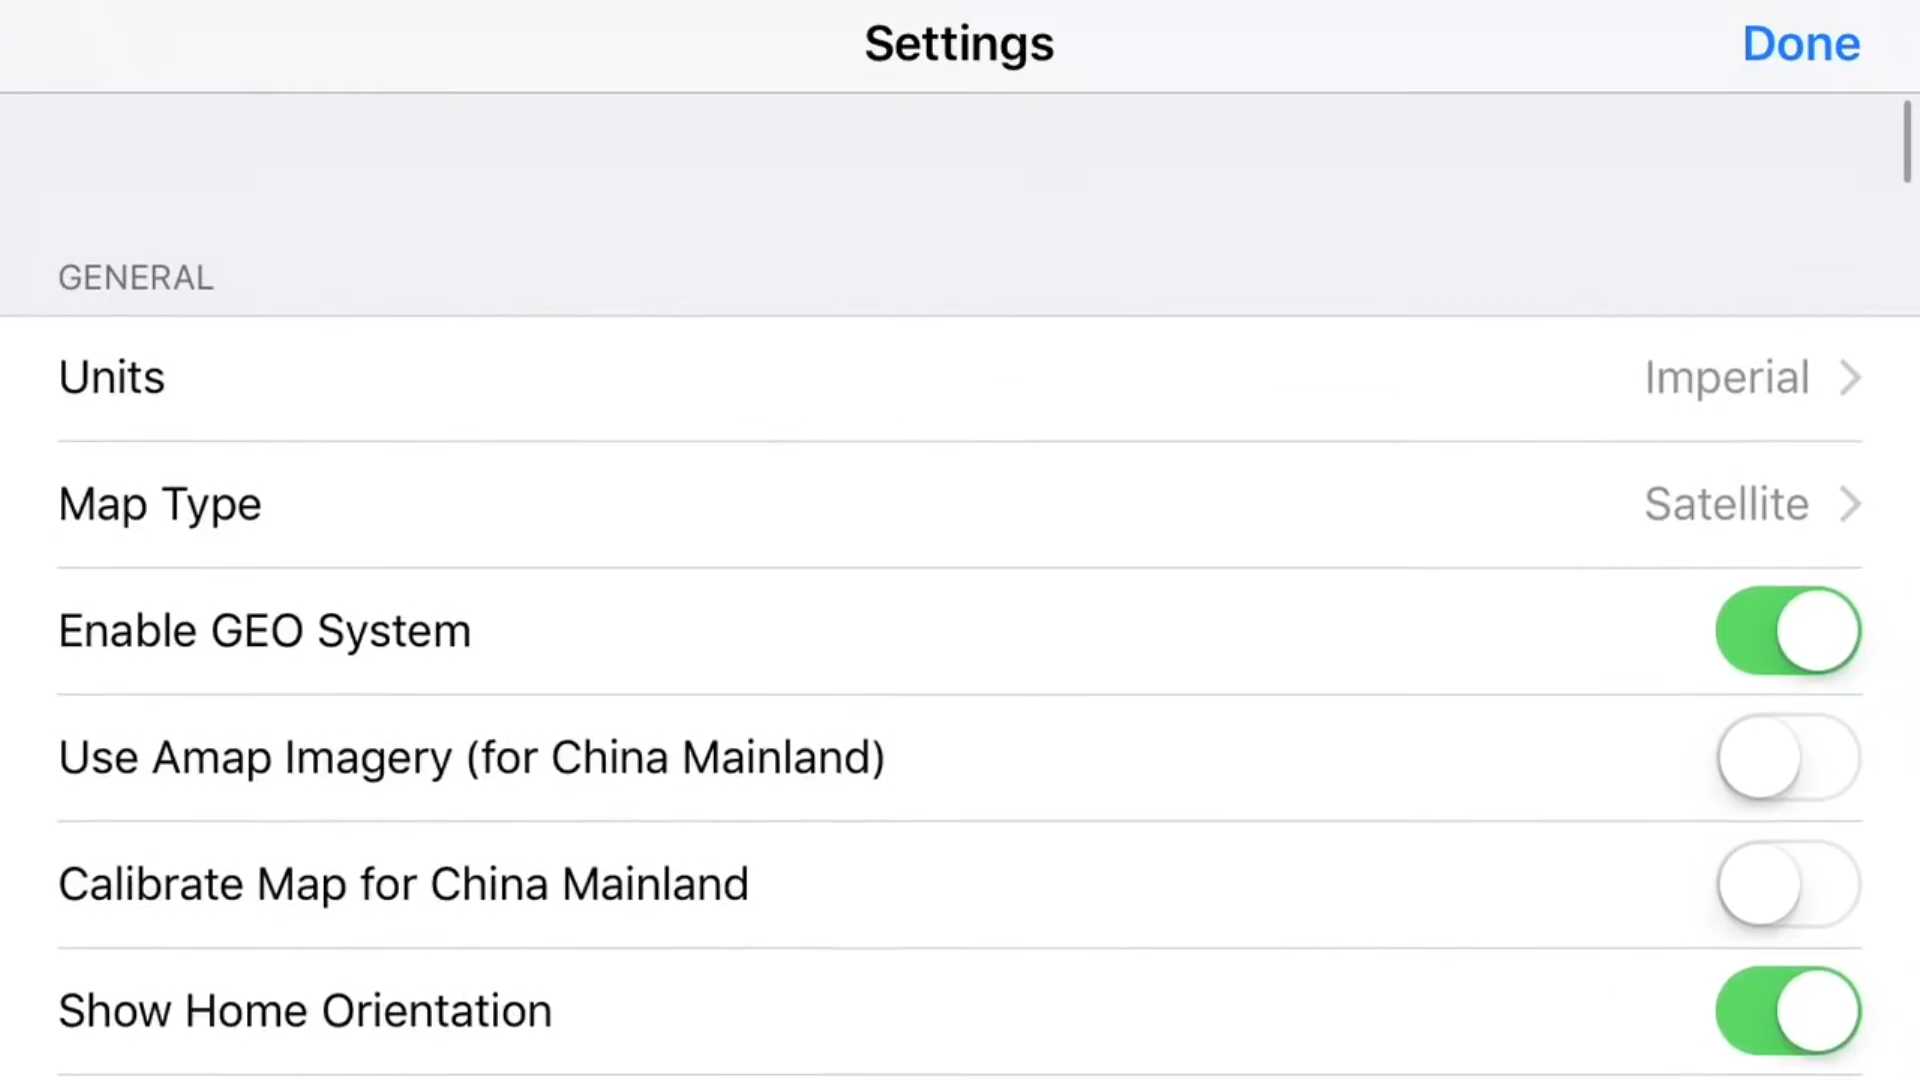 Settings
Done
GENERAL
Units
Imperial
Map Type
Satellite
Enable GEO System
Use Amap Imagery (for China Mainland)
Calibrate Map for China Mainland
Show Home Orientation